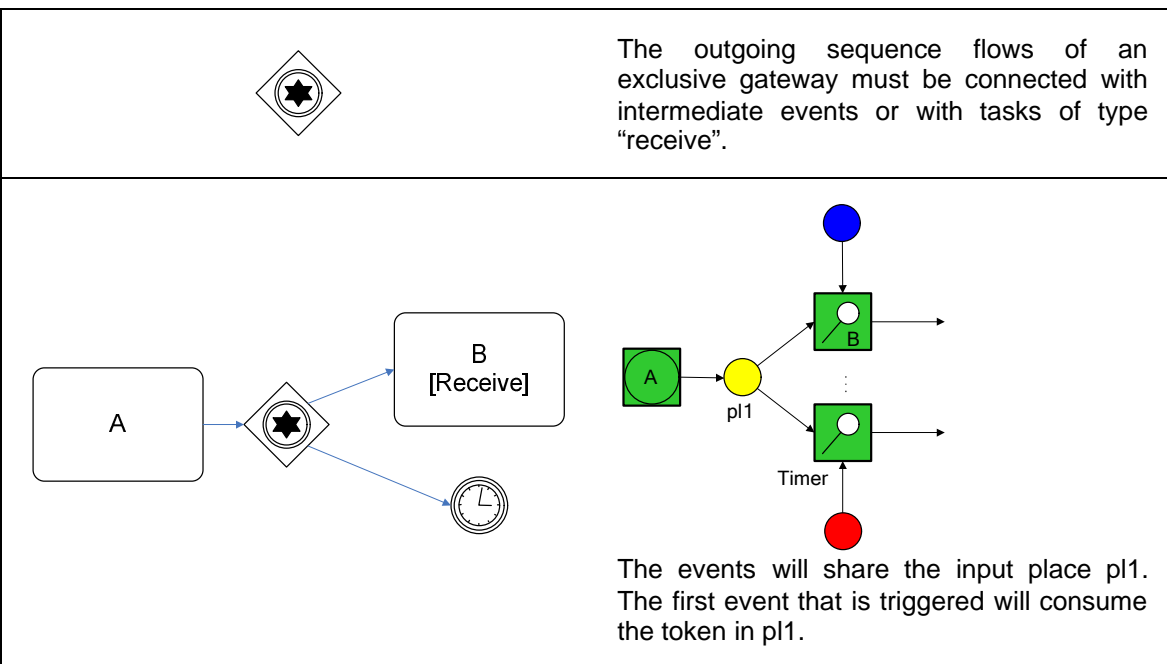 The outgoing sequence flows of an
exclusive gateway must be connected with
intermediate events or with tasks of type
“receive”.
A
B
[Receive]
A
pl1
B
Timer
The events will share the input place pl1.
The first event that is triggered will consume
the token in pl1.